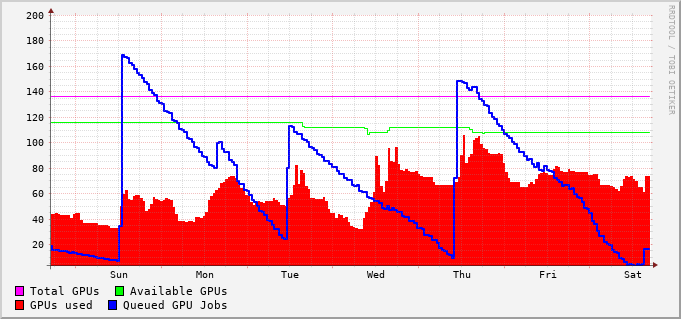 200
180
160
140
120
100
80
60
40
20
Sun Mon Tue Wed Thu Fri Sat
Total GPUs Available GPUs
GPUs used Queued GPU Jobs
RRDTOOL / TOBI OETIKER